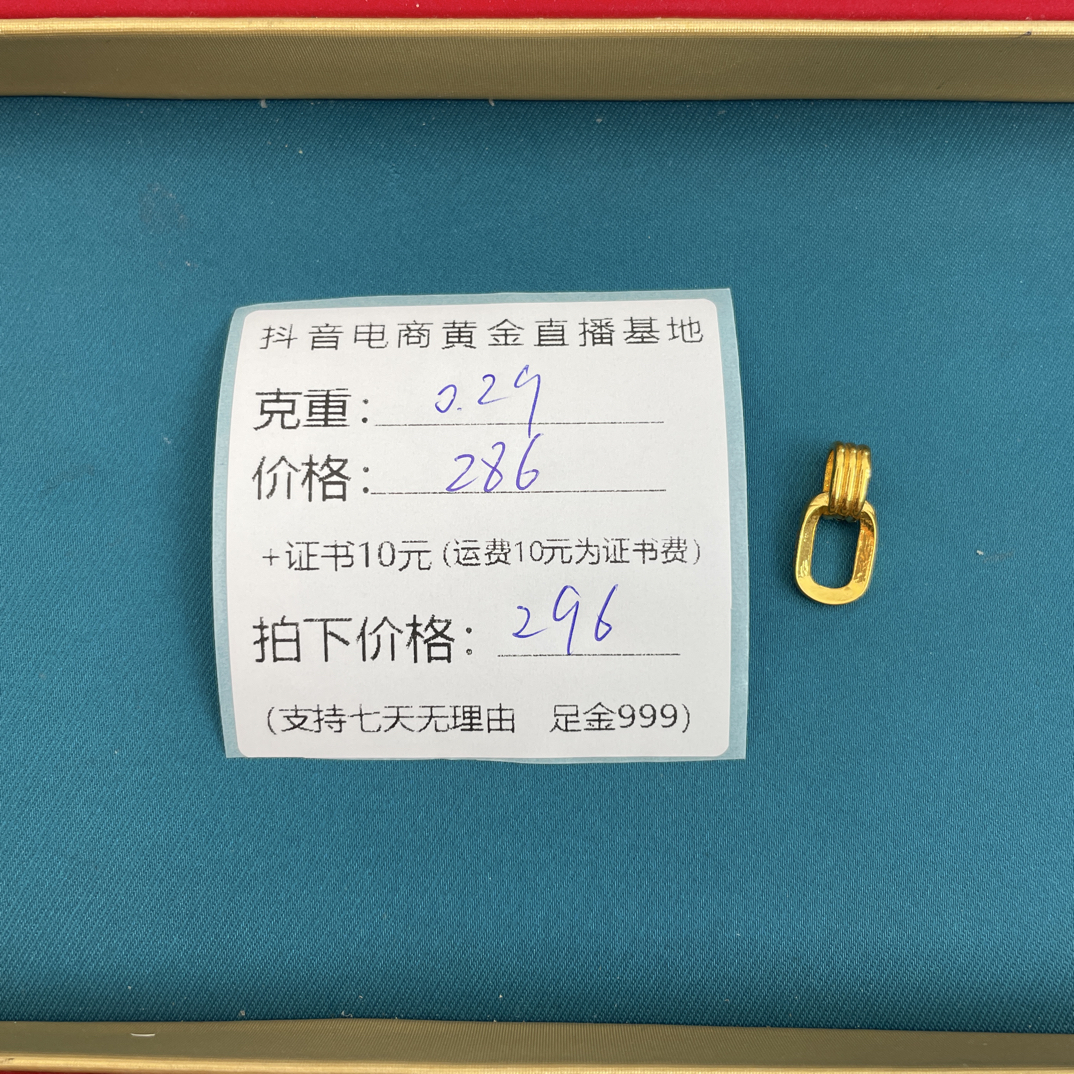 抖音电商黄金直播基地
克重: 0.29
价格: 286
+证书10元(运费10元为证书费)
拍下价格: 296
(支持七天无理由 足金999)